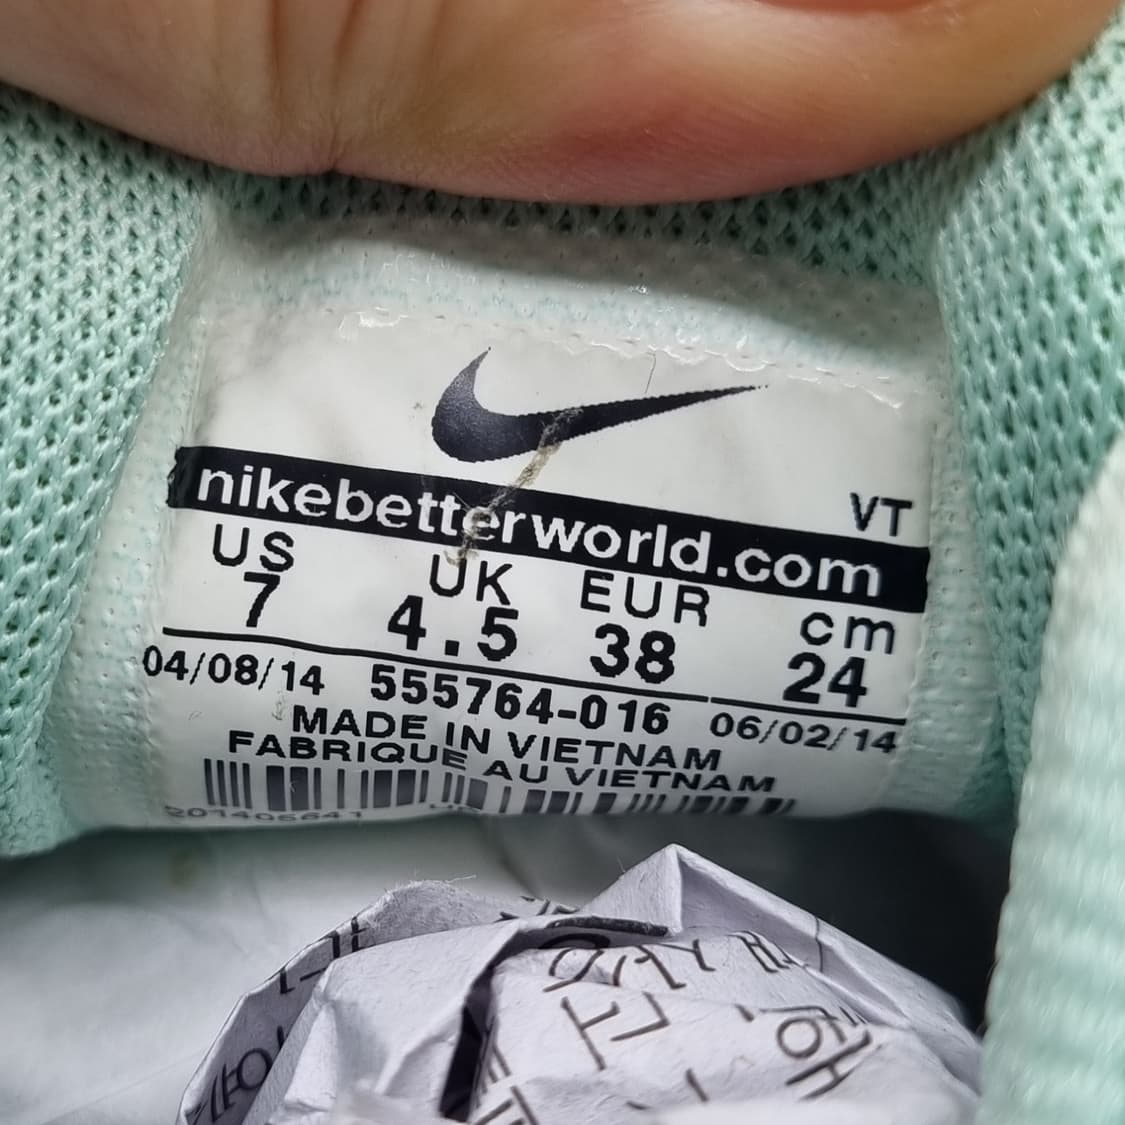 VT
nikebetterworld.com
US UK EUR cm
7 4.5 38 24
04/08/14 555764-016 06/02/14
MADE IN VIETNAM
FABRIQUE AU VIETNAM